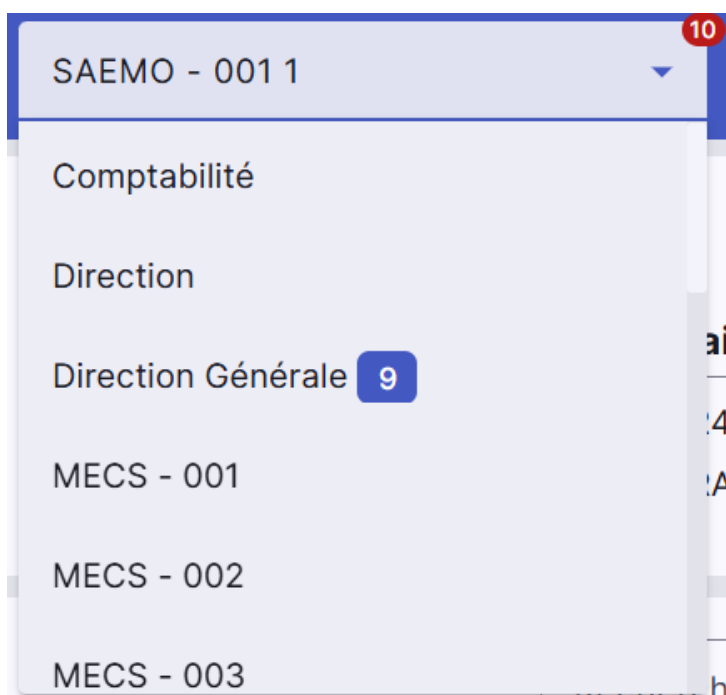 10
SAEMO - 001 1
Comptabilité
Direction
Direction Générale 9
MECS - 001
MECS - 002
MECS - 003